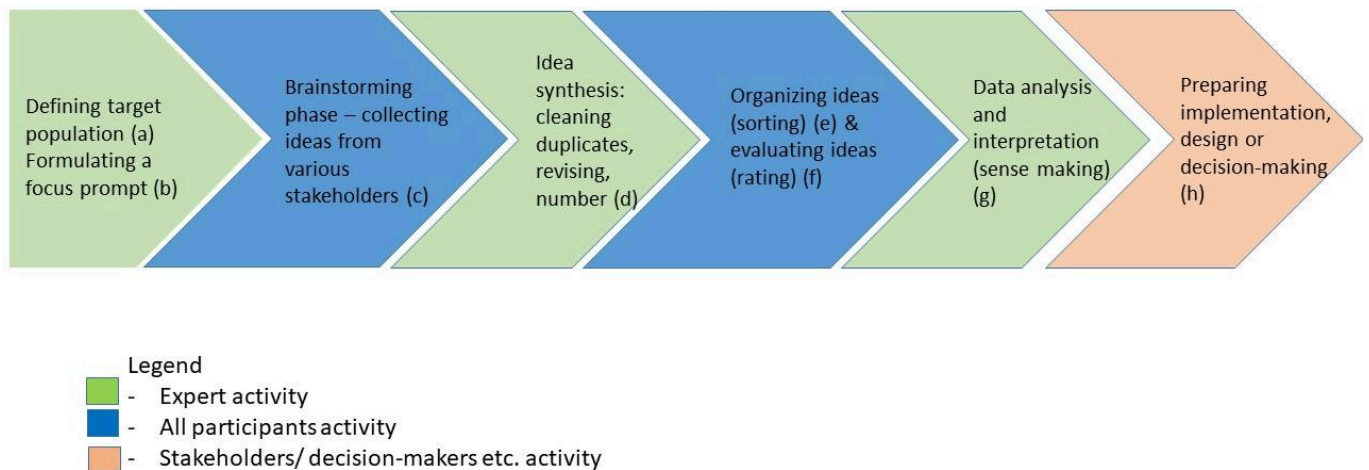 Defining target
population (a)
Formulating a
focus prompt (b)
Brainstorming
phase – collecting
ideas from
various
stakeholders (c)
Idea
synthesis:
cleaning
duplicates,
revising,
number (d)
Organizing ideas
(sorting) (e) &
evaluating ideas
(rating) (f)
Data analysis
and
interpretation
(sense making)
(g)
Preparing
implementation,
design or
decision-making
(h)
Legend
- Expert activity
- All participants activity
- Stakeholders/ decision-makers etc. activity